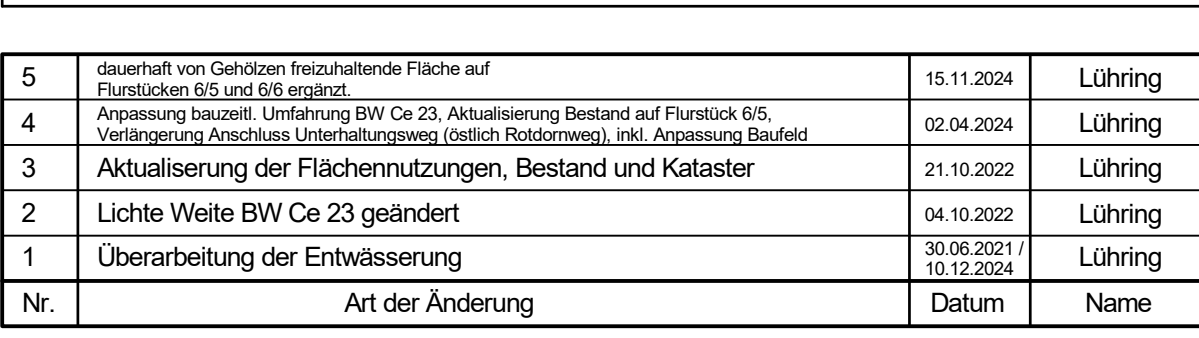 5 dauerhaft von Gehölzen freizuhaltende Fläche auf
Flurstücken 6/5 und 6/6 ergänzt. 15.11.2024 Lühring
4 Anpassung bauzeitl. Umfahrung BW Ce 23, Aktualisierung Bestand auf Flurstück 6/5,
Verlängerung Anschluss Unterhaltungsweg (östlich Rotdornweg), inkl. Anpassung Baufeld 02.04.2024 Lühring
3 Aktualiserung der Flächennutzungen, Bestand und Kataster 21.10.2022 Lühring
2 Lichte Weite BW Ce 23 geändert 04.10.2022 Lühring
1 Überarbeitung der Entwässerung 30.06.2021 /
10.12.2024 Lühring
Nr. Art der Änderung Datum Name